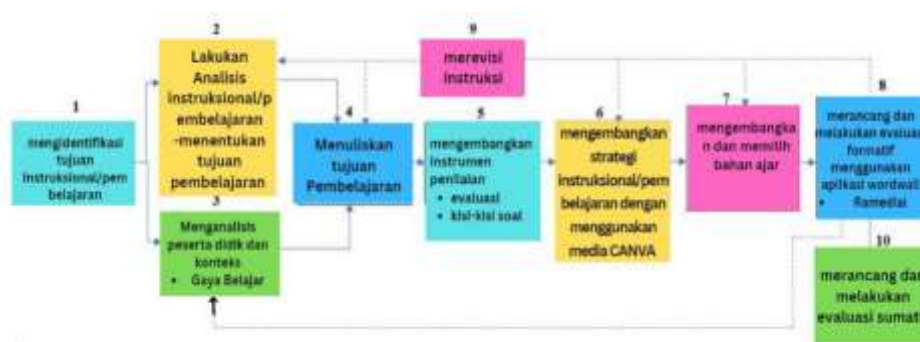 1
mengidentifikasi
tujuan
instruksional/pem
belajaran
2
Lakukan
Analisis
instruksional/p
embelajaran
-menentukan
tujuan
pembelajaran
3
Menganalisis
peserta didik dan
konteks
• Gaya Belajar
4
Menuliskan
tujuan
Pembelajaran
5
mengembangkan
instrumen
penilaian
• evaluasi
• kisi-kisi soal
6
mengembangkan
strategi
instruksional/pem
belajaran dengan
menggunakan
media CANVA
7
mengembangka
n dan memilih
bahan ajar
8
merancang dan
melakukan evaluasi
formatif
menggunakan
aplikasi wordwall
• Ramedial
9
merevisi
instruksi
10
merancang dan
melakukan
evaluasi sumati